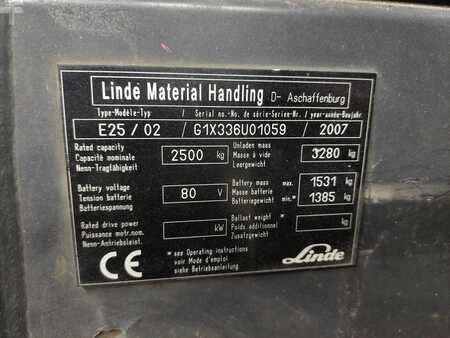 Linde Material Handling D- Aschaffenburg
Type-Modèle-Typ / Serial no.-No. de série-Serien-Nr. / year-année-Baujahr
E25 / 02 / G1X336U01059 / 2007
Rated capacity
Capacité nominale 2500 kg
Nenn-Tragfähigkeit
Unladen mass
Masse à vide 3280 kg
Leergewicht
Battery voltage
Tension batterie 80 V
Batteriespannung
Battery mass max. 1531 kg
Masse batterie
Batteriegewicht min. 1385 kg
Rated drive power
Puissance motr.nom. kW
Nenn-Antriebsleist.
Ballast weight *
Poids additionnel kg
Zusatzgewicht
CE
* see Operating instructions
voir Mode d'emploi
siehe Betriebsanleitung
Linde